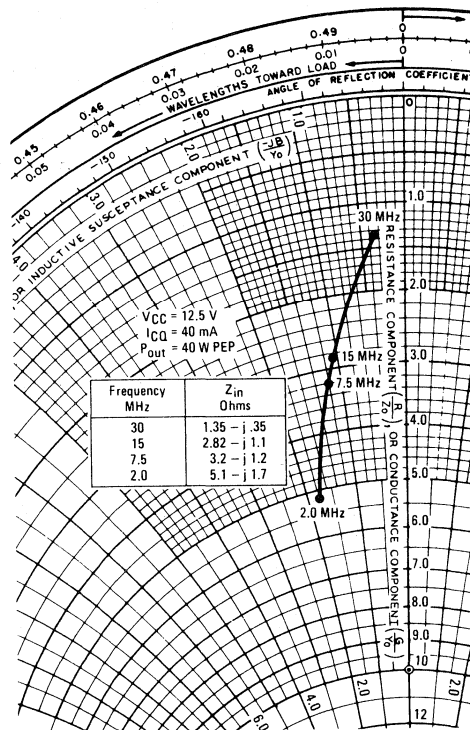 0.45
0.46
0.47
0.48
0.49
0
0.05
0.04
0.03
0.02
0.01
0
WAVELENGTHS TOWARD LOAD
ANGLE OF REFLECTION COEFFICIENT
-140
-150
-160
4.0
3.0
2.0
1.0
0
OR INDUCTIVE SUSCEPTANCE COMPONENT (-JB/Yo)
1.0
2.0
3.0
4.0
5.0
6.0
7.0
8.0
9.0
10
12
RESISTANCE COMPONENT (R/Zo) OR CONDUCTANCE COMPONENT (G/Yo)
30 MHz
15 MHz
7.5 MHz
2.0 MHz
VCC = 12.5 V
ICQ = 40 mA
Pout = 40 W PEP
Frequency MHz Zin Ohms
30 1.35 – j .35
15 2.82 – j 1.1
7.5 3.2 – j 1.2
2.0 5.1 – j 1.7
6.0
4.0
2.0
2.0